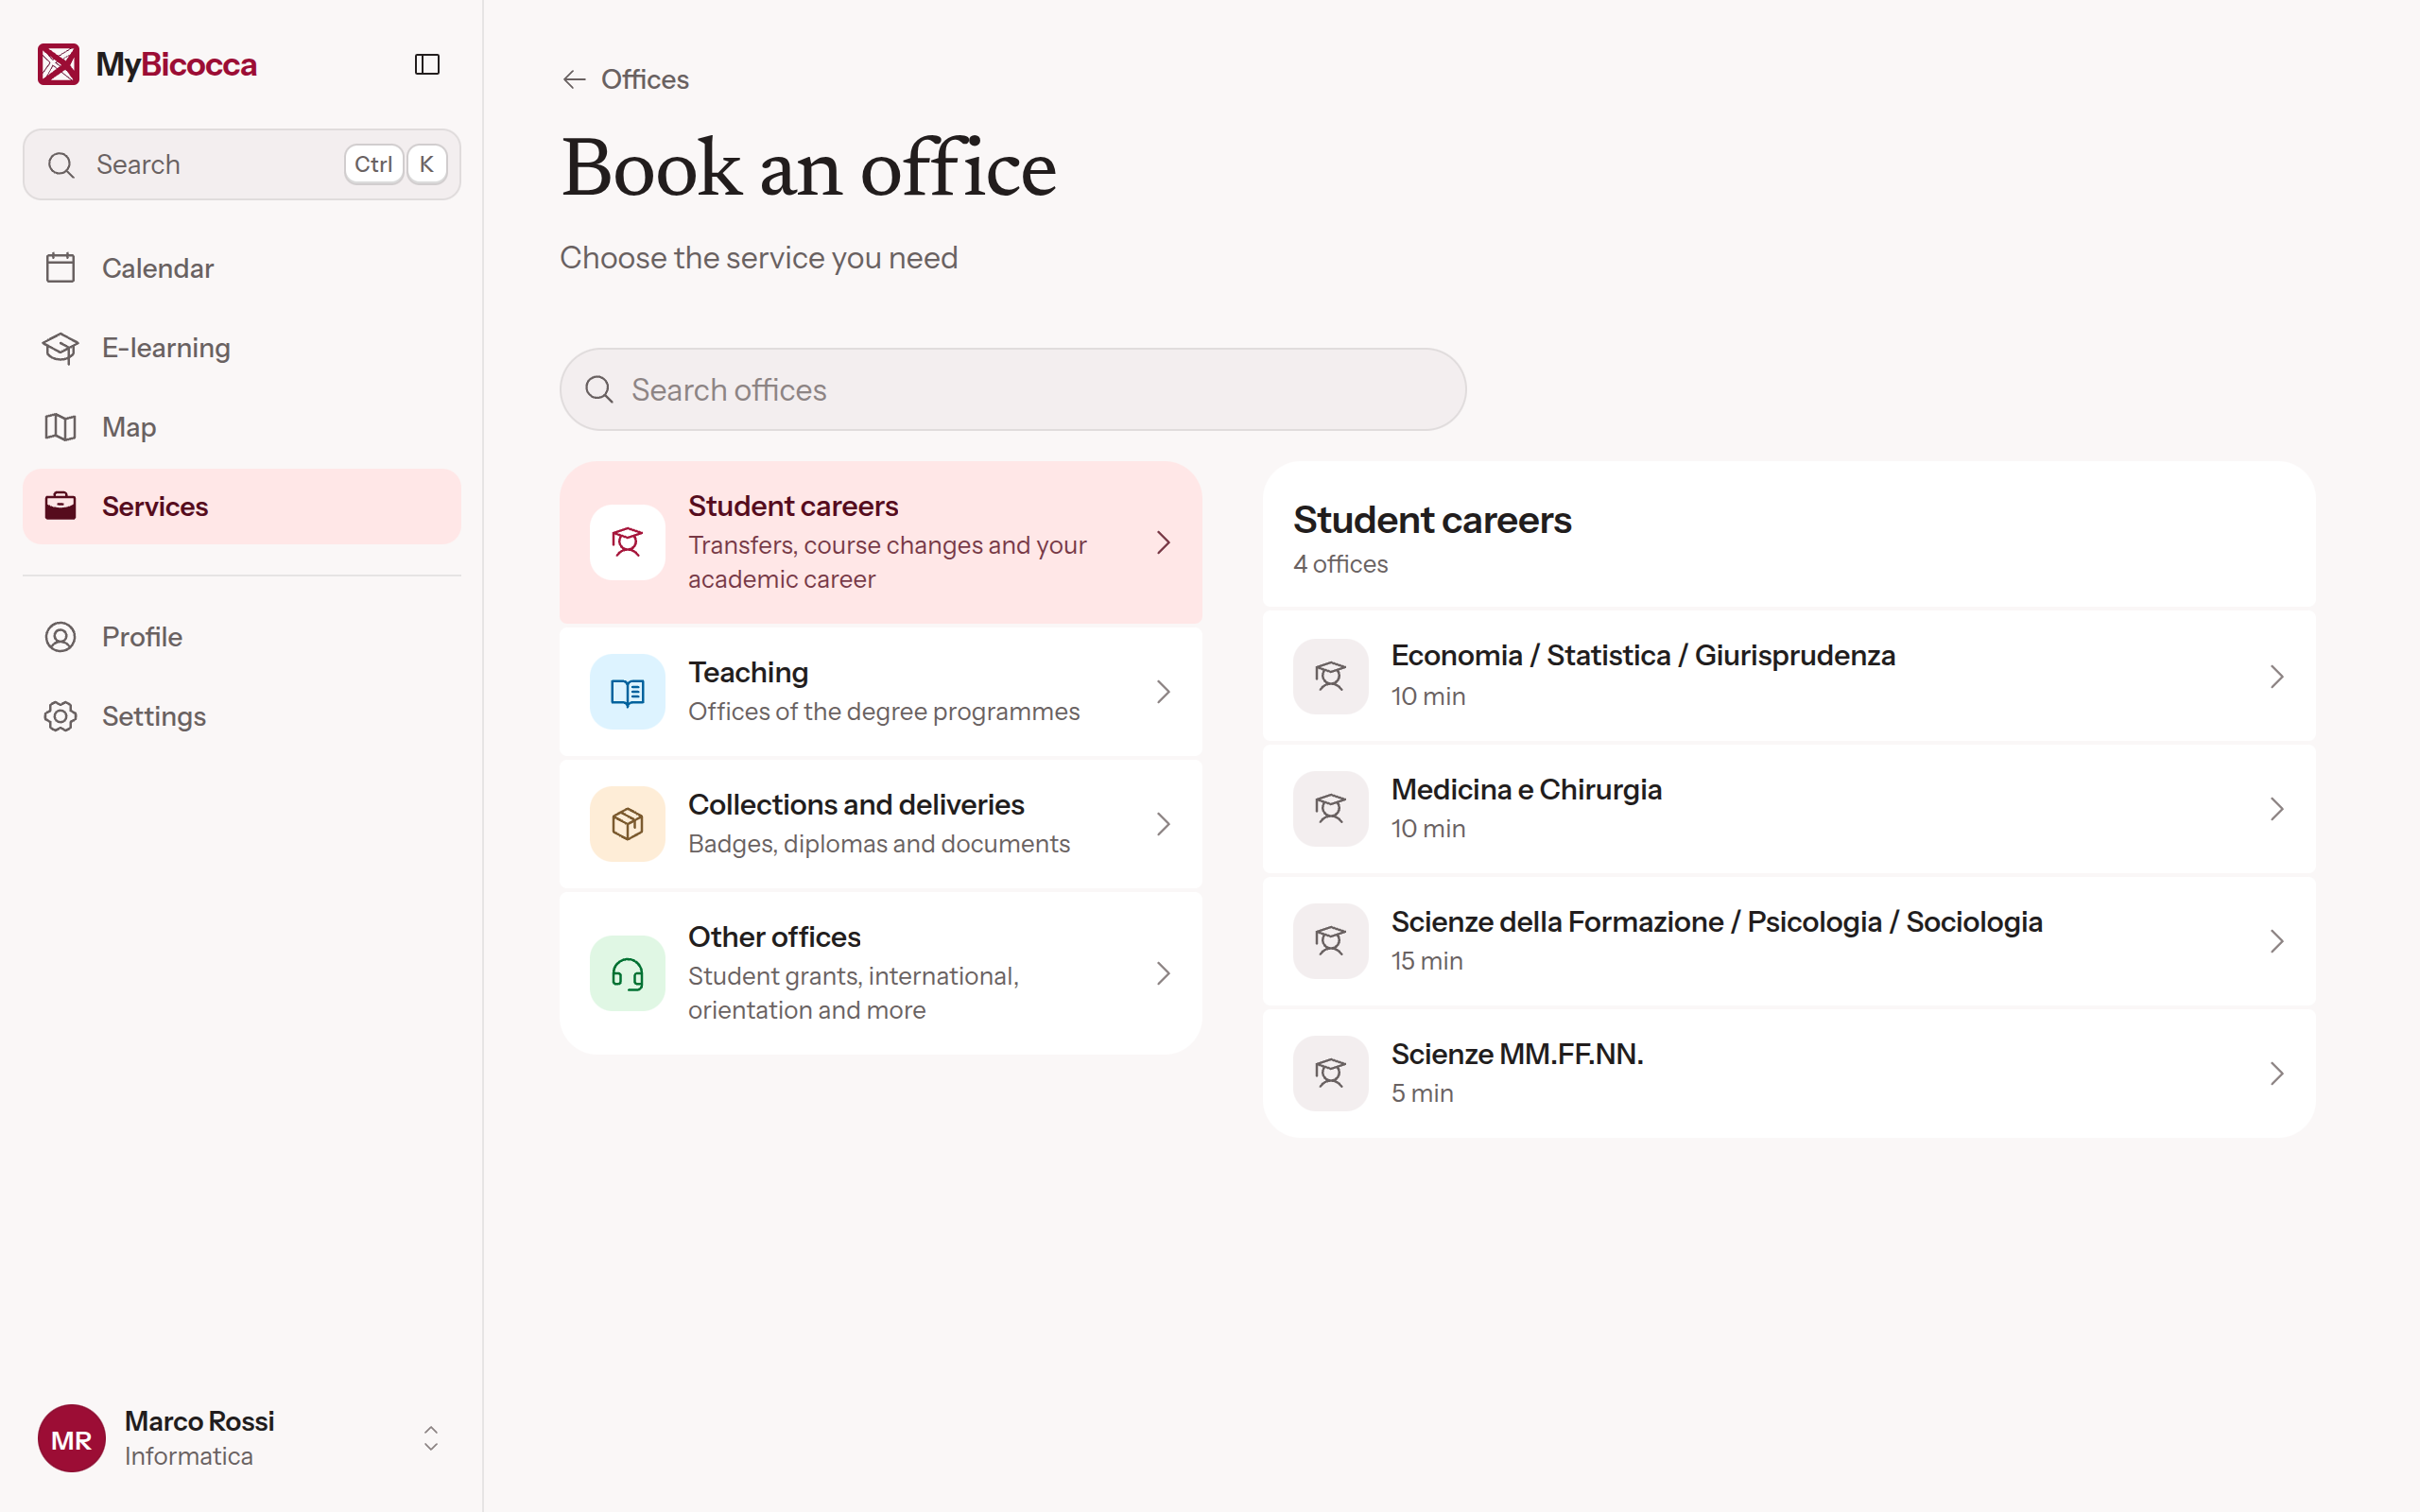 MyBicocca
Search
Ctrl K
Calendar
E-learning
Map
Services
Profile
Settings
MR
Marco Rossi
Informatica
Offices
Book an office
Choose the service you need
Search offices
Student careers
Transfers, course changes and your
academic career
Teaching
Offices of the degree programmes
Collections and deliveries
Badges, diplomas and documents
Other offices
Student grants, international,
orientation and more
Student careers
4 offices
Economia / Statistica / Giurisprudenza
10 min
Medicina e Chirurgia
10 min
Scienze della Formazione / Psicologia / Sociologia
15 min
Scienze MM.FF.NN.
5 min